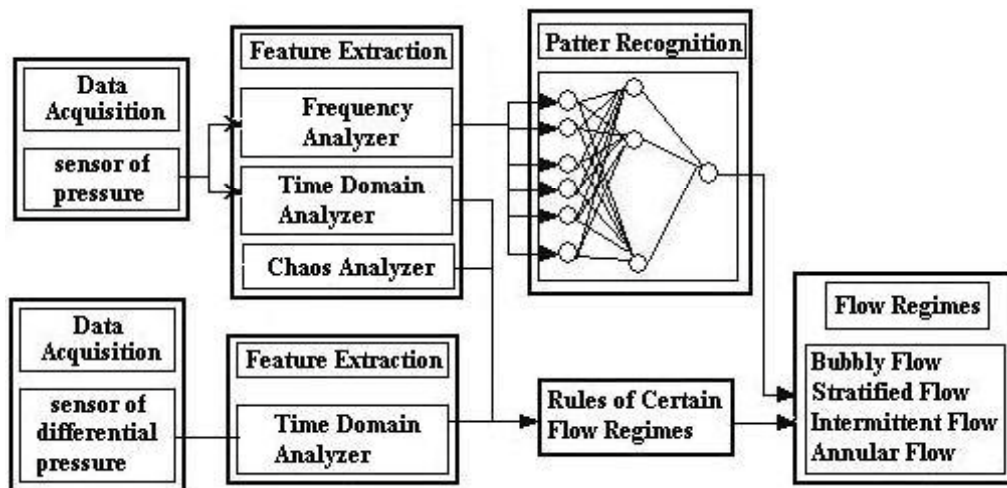 Data
Acquisition
sensor of
pressure
Feature Extraction
Frequency
Analyzer
Time Domain
Analyzer
Chaos Analyzer
Patter Recognition
Data
Acquisition
sensor of
differential
pressure
Feature Extraction
Time Domain
Analyzer
Rules of Certain
Flow Regimes
Flow Regimes
Bubbly Flow
Stratified Flow
Intermittent Flow
Annular Flow